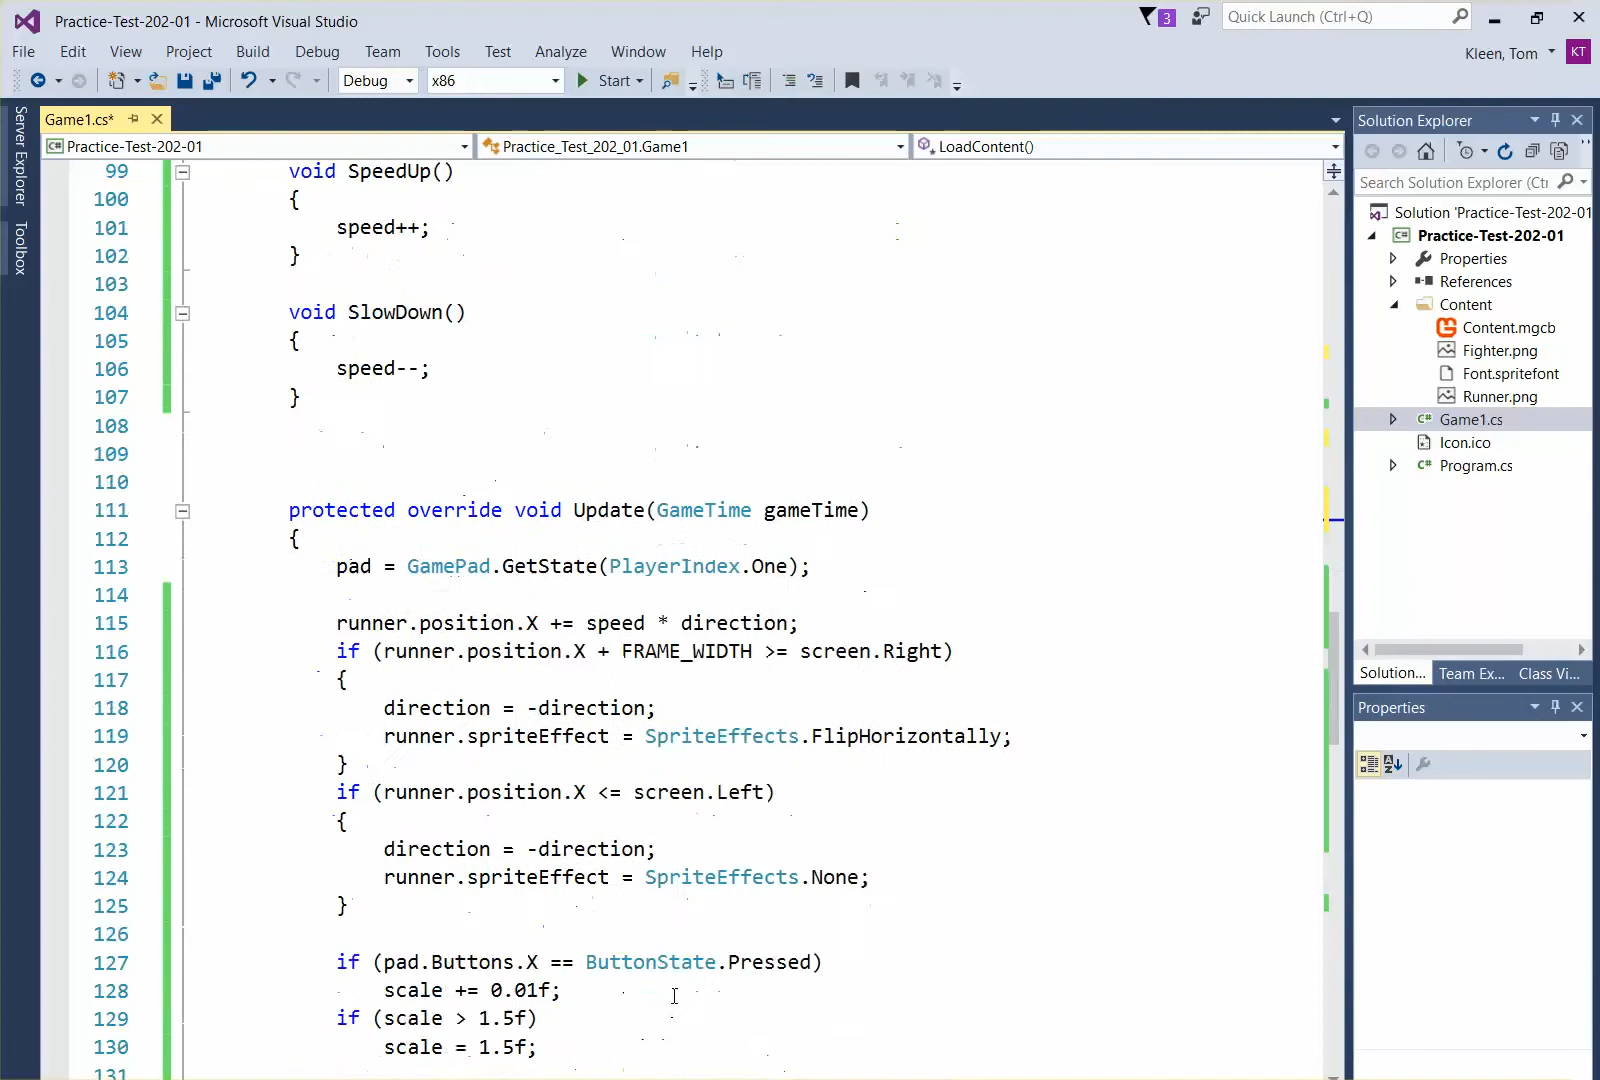 Practice-Test-202-01 - Microsoft Visual Studio
3
Quick Launch (Ctrl+Q)
File Edit View Project Build Debug Team Tools Test Analyze Window Help
Kleen, Tom KT
Debug x86 Start
Server Explorer
Toolbox
Game1.cs*
Practice-Test-202-01 Practice_Test_202_01.Game1 LoadContent()
99 void SpeedUp()
100 {
101 speed++;
102 }
103
104 void SlowDown()
105 {
106 speed--;
107 }
108
109
110
111 protected override void Update(GameTime gameTime)
112 {
113 pad = GamePad.GetState(PlayerIndex.One);
114
115 runner.position.X += speed * direction;
116 if (runner.position.X + FRAME_WIDTH >= screen.Right)
117 {
118 direction = -direction;
119 runner.spriteEffect = SpriteEffects.FlipHorizontally;
120 }
121 if (runner.position.X <= screen.Left)
122 {
123 direction = -direction;
124 runner.spriteEffect = SpriteEffects.None;
125 }
126
127 if (pad.Buttons.X == ButtonState.Pressed)
128 scale += 0.01f;
129 if (scale > 1.5f)
130 scale = 1.5f;
131
Solution Explorer
Search Solution Explorer (Ctr
Solution 'Practice-Test-202-01
C# Practice-Test-202-01
Properties
References
Content
Content.mgcb
Fighter.png
Font.spritefont
Runner.png
C# Game1.cs
Icon.ico
C# Program.cs
Solution... Team Ex... Class Vi...
Properties